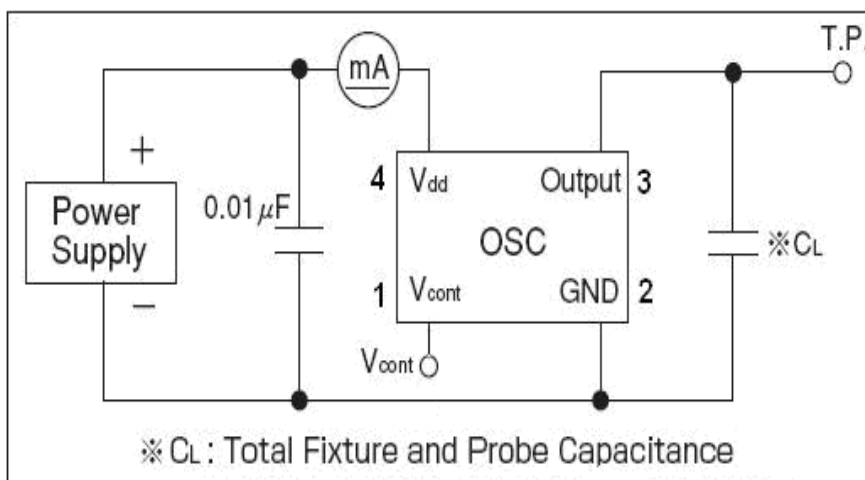 T.P.
mA
+
4 Vdd Output 3
Power
Supply
0.01μF
OSC
※CL
1 Vcont GND 2
−
Vcont
※CL : Total Fixture and Probe Capacitance